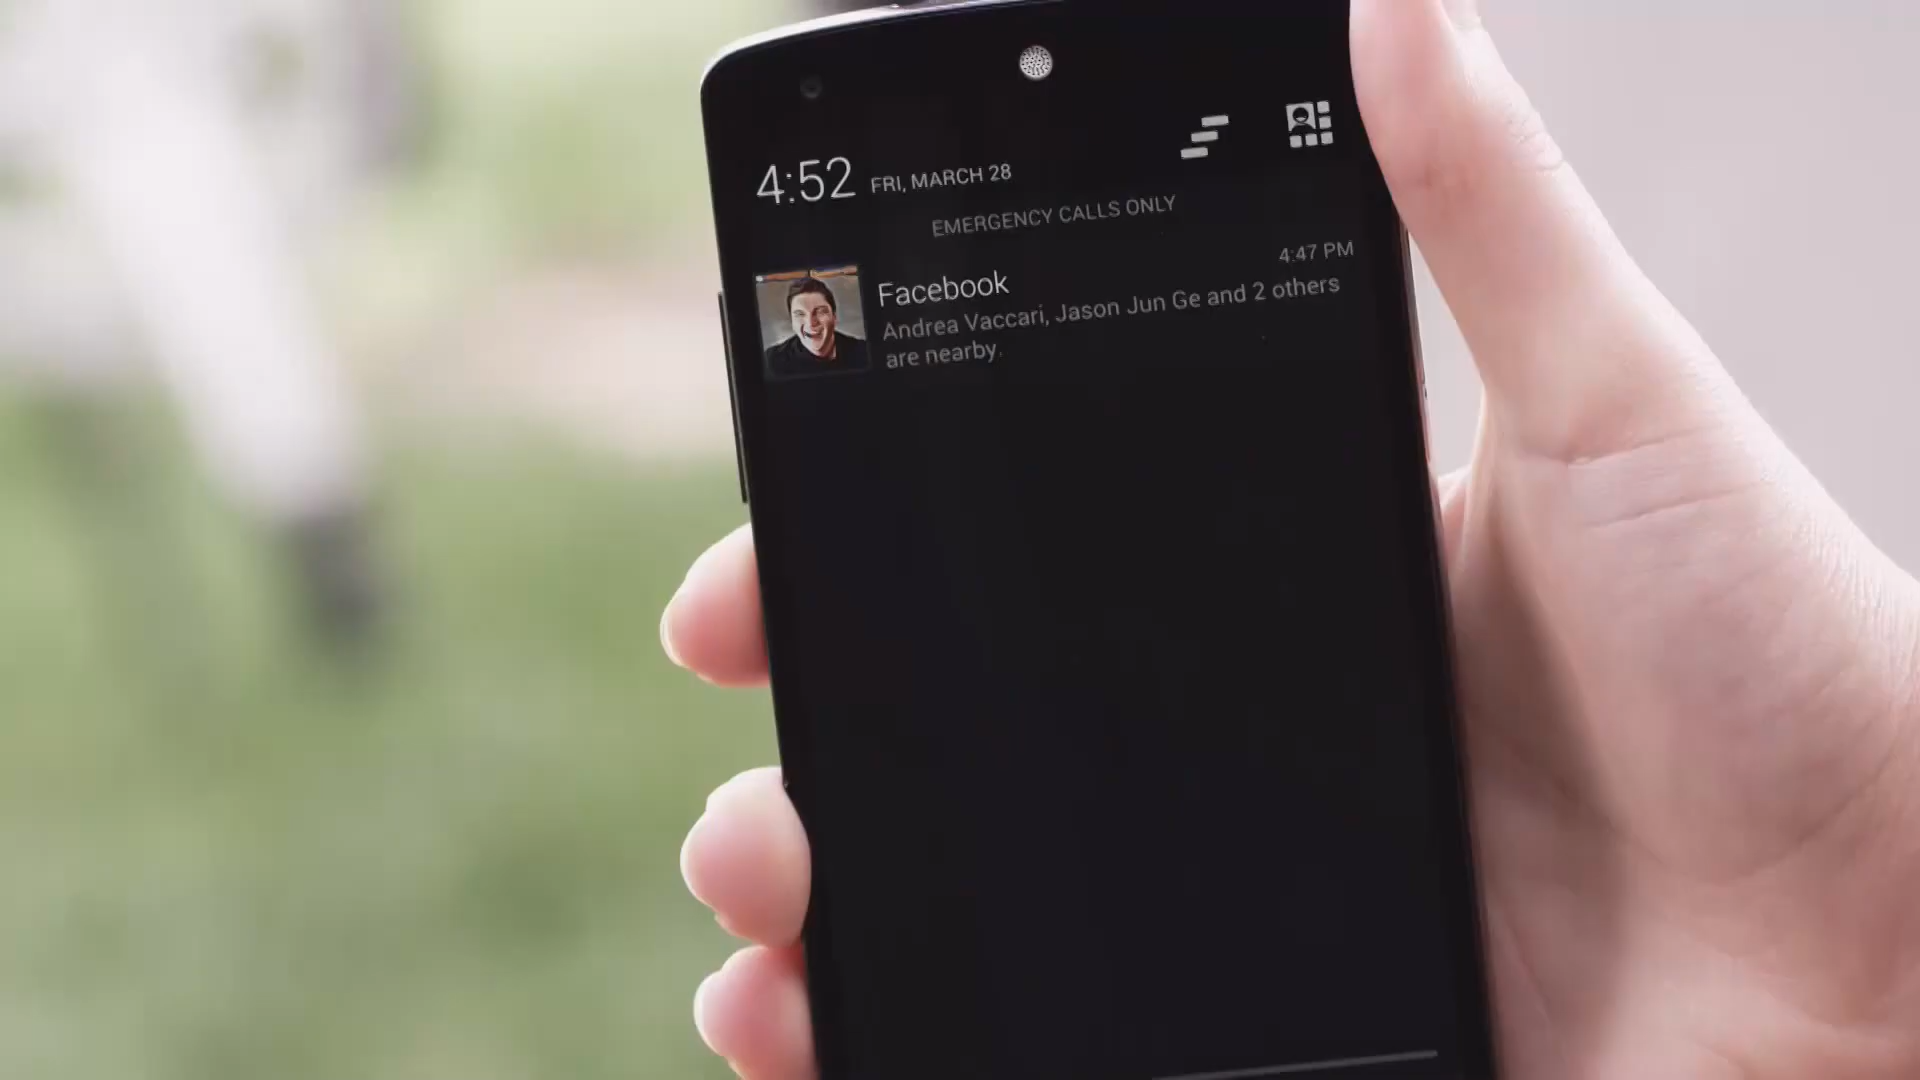 4:52 FRI, MARCH 28
EMERGENCY CALLS ONLY
Facebook 4:47 PM
Andrea Vaccari, Jason Jun Ge and 2 others
are nearby.